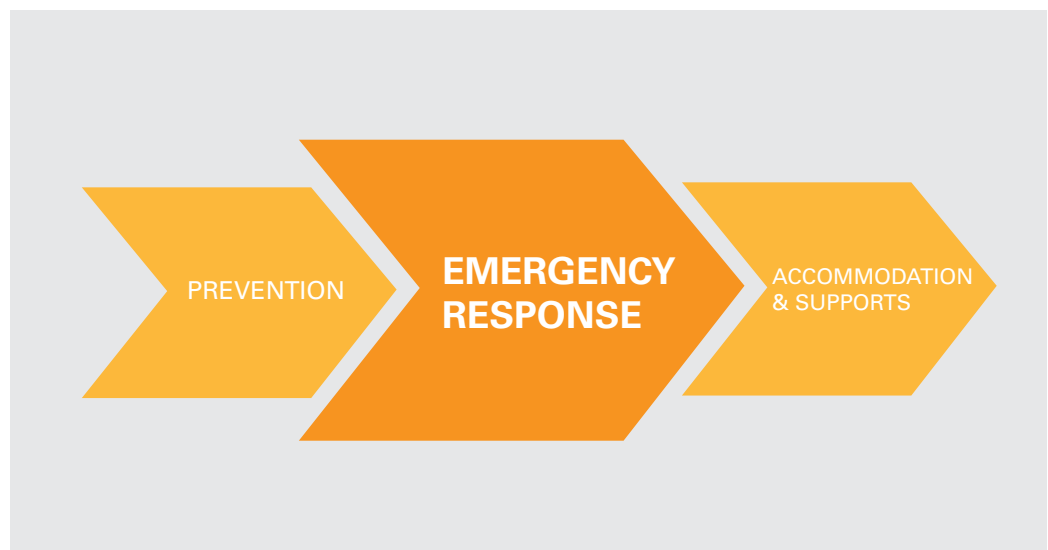 PREVENTION
EMERGENCY
RESPONSE
ACCOMMODATION
& SUPPORTS